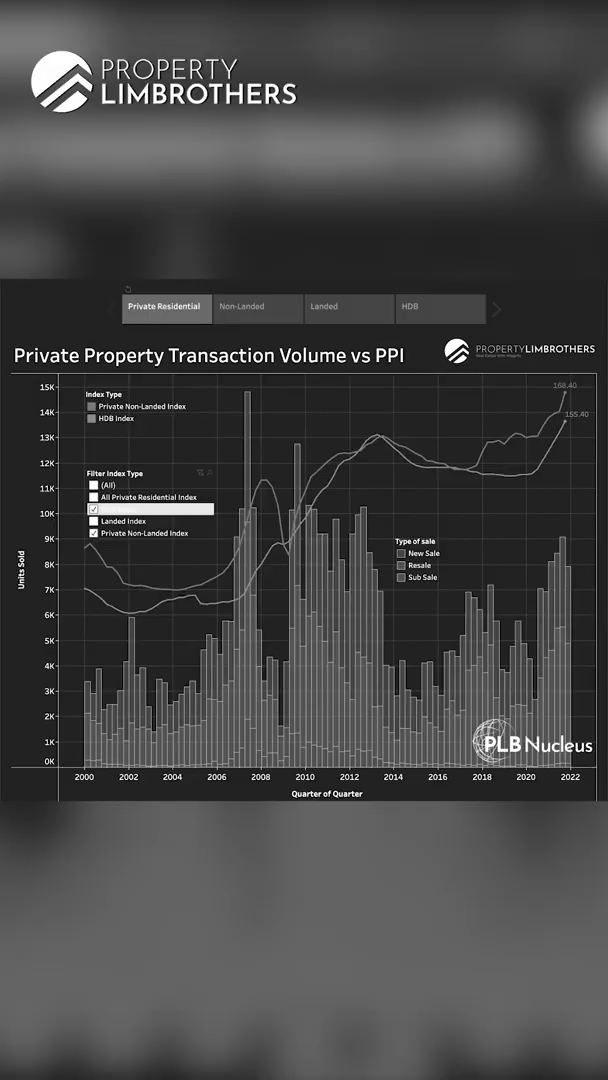 PROPERTY
LIMBROTHERS
Private Residential
Non-Landed
Landed
HDB
Private Property Transaction Volume vs PPI
PROPERTYLIMBROTHERS
Index Type
Private Non-Landed Index
HDB Index
Filter Index Type
(All)
All Private Residential Index
Landed Index
Private Non-Landed Index
Type of sale
New Sale
Resale
Sub Sale
168.40
155.40
Units Sold
15K
14K
13K
12K
11K
10K
9K
8K
7K
6K
5K
4K
3K
2K
1K
0K
2000 2002 2004 2006 2008 2010 2012 2014 2016 2018 2020 2022
Quarter of Quarter
PLB Nucleus